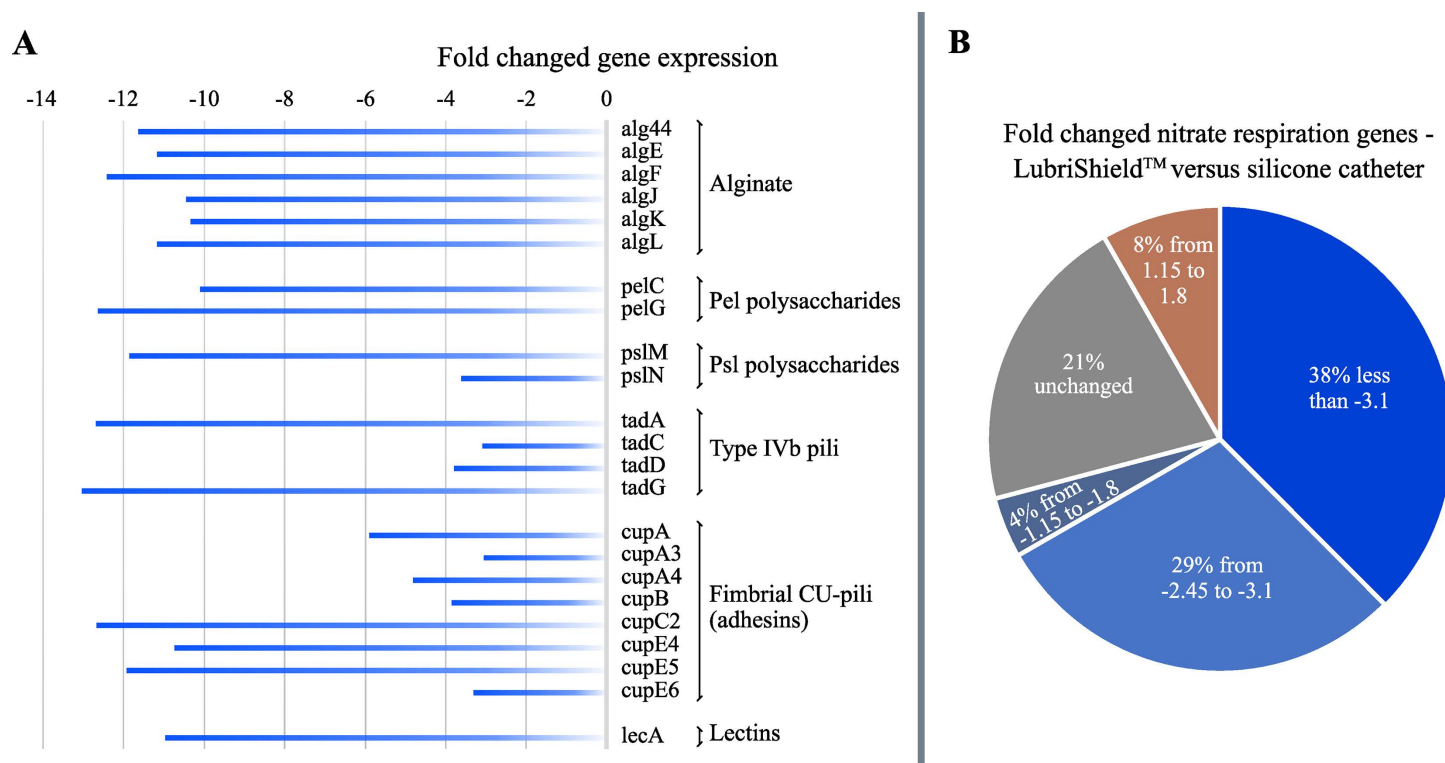 A
Fold changed gene expression
-14 -12 -10 -8 -6 -4 -2 0
alg44
algE
algF
algJ
algK
algL
Alginate
pelC
pelG
Pel polysaccharides
pslM
pslN
Psl polysaccharides
tadA
tadC
tadD
tadG
Type IVb pili
cupA
cupA3
cupA4
cupB
cupC2
cupE4
cupE5
cupE6
Fimbrial CU-pili
(adhesins)
lecA
Lectins
B
Fold changed nitrate respiration genes -
LubriShield™ versus silicone catheter
8% from
1.15 to
1.8
38% less
than -3.1
21%
unchanged
4% from
-1.15 to -1.8
29% from
-2.45 to -3.1